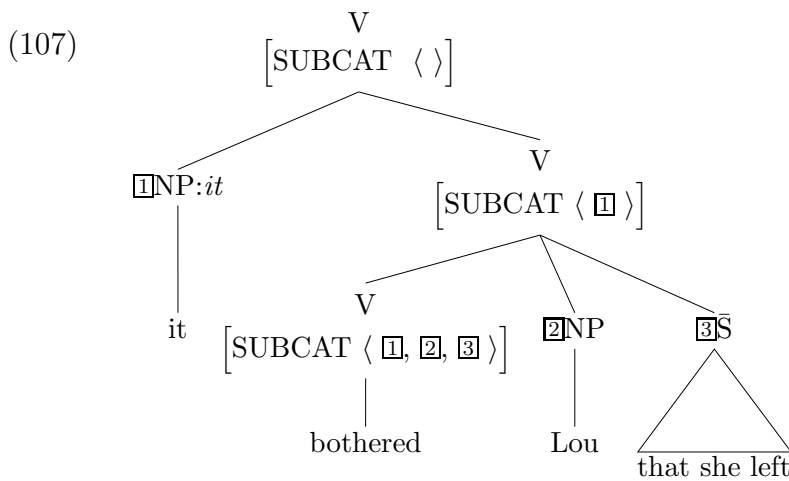 (107)
V
[SUBCAT ⟨ ⟩]
1NP:it
V
[SUBCAT ⟨ 1 ⟩]
it
V
[SUBCAT ⟨ 1, 2, 3 ⟩]
2NP
3S̄
bothered
Lou
that she left